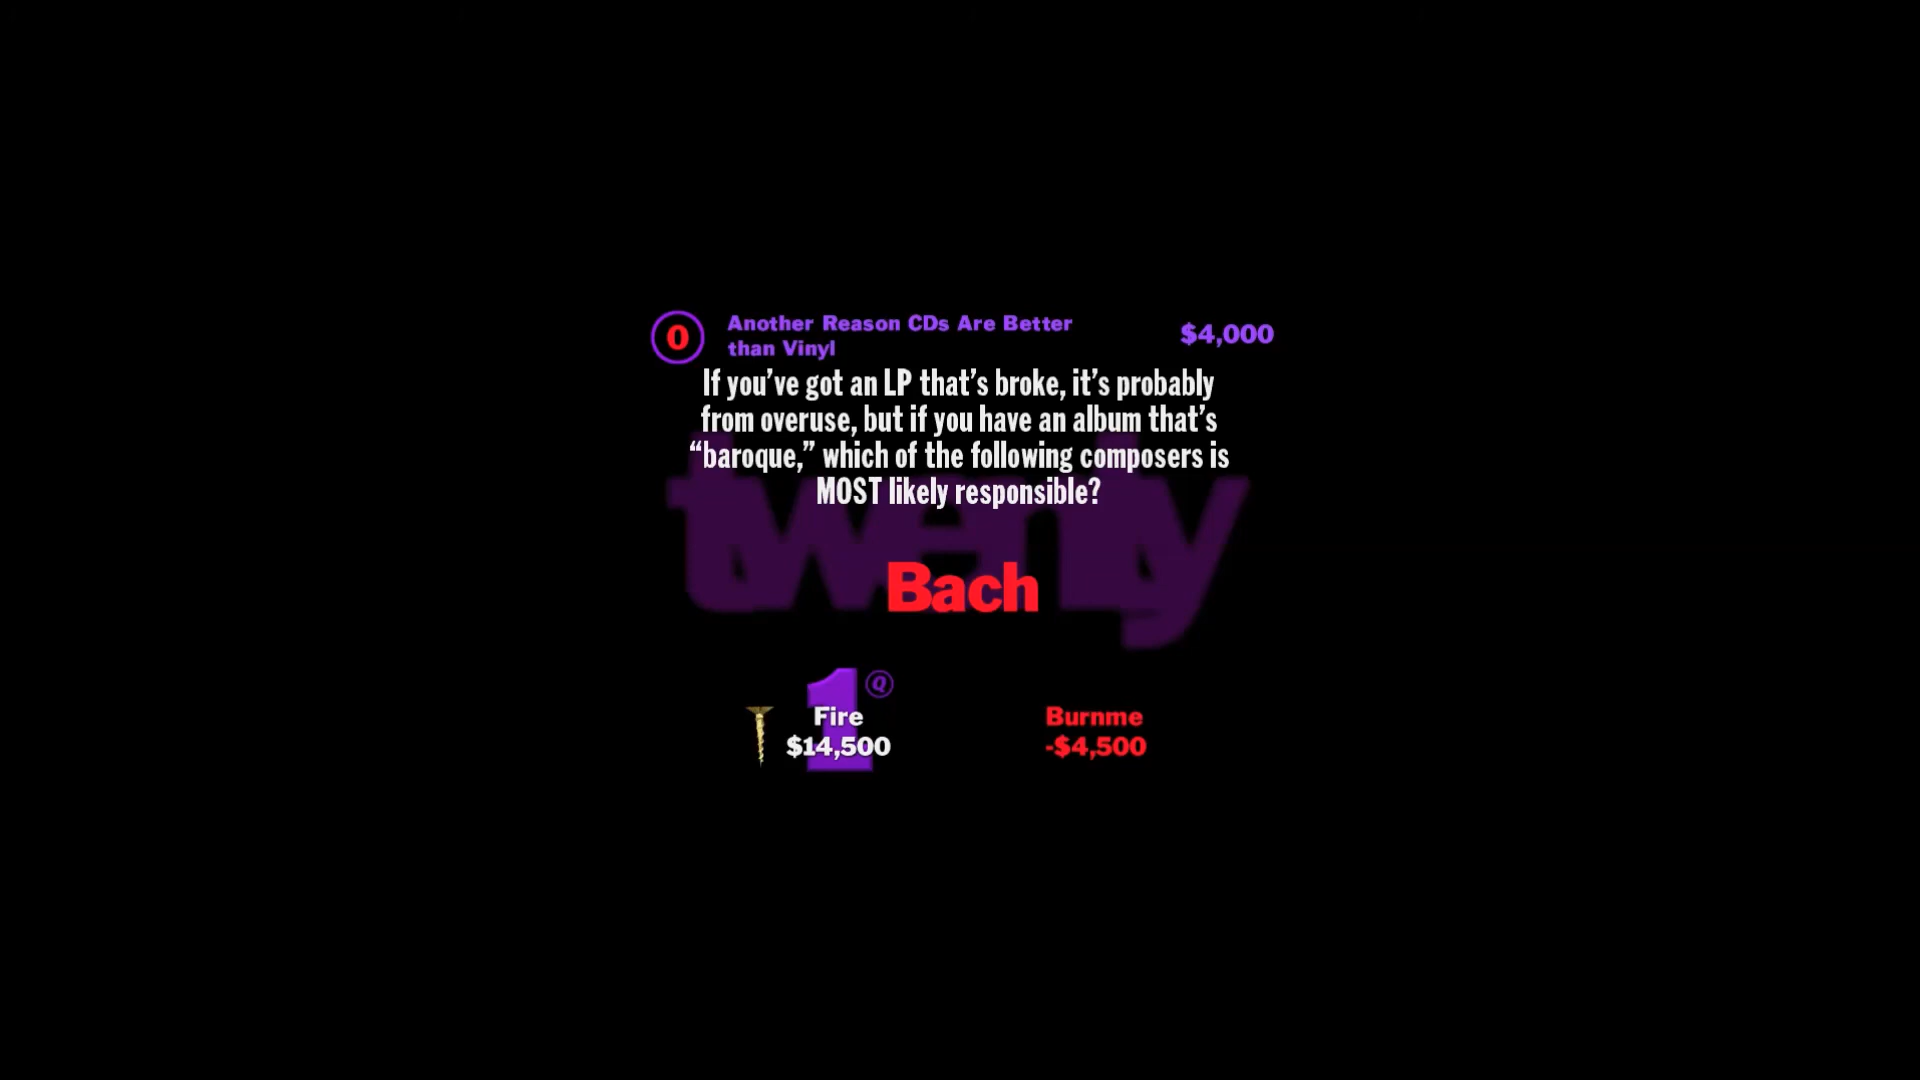 0
Another Reason CDs Are Better
than Vinyl
$4,000
If you've got an LP that's broke, it's probably
from overuse, but if you have an album that's
“baroque,” which of the following composers is
MOST likely responsible?
twenty
Bach
1 Q
Fire
$14,500
Burnme
-$4,500